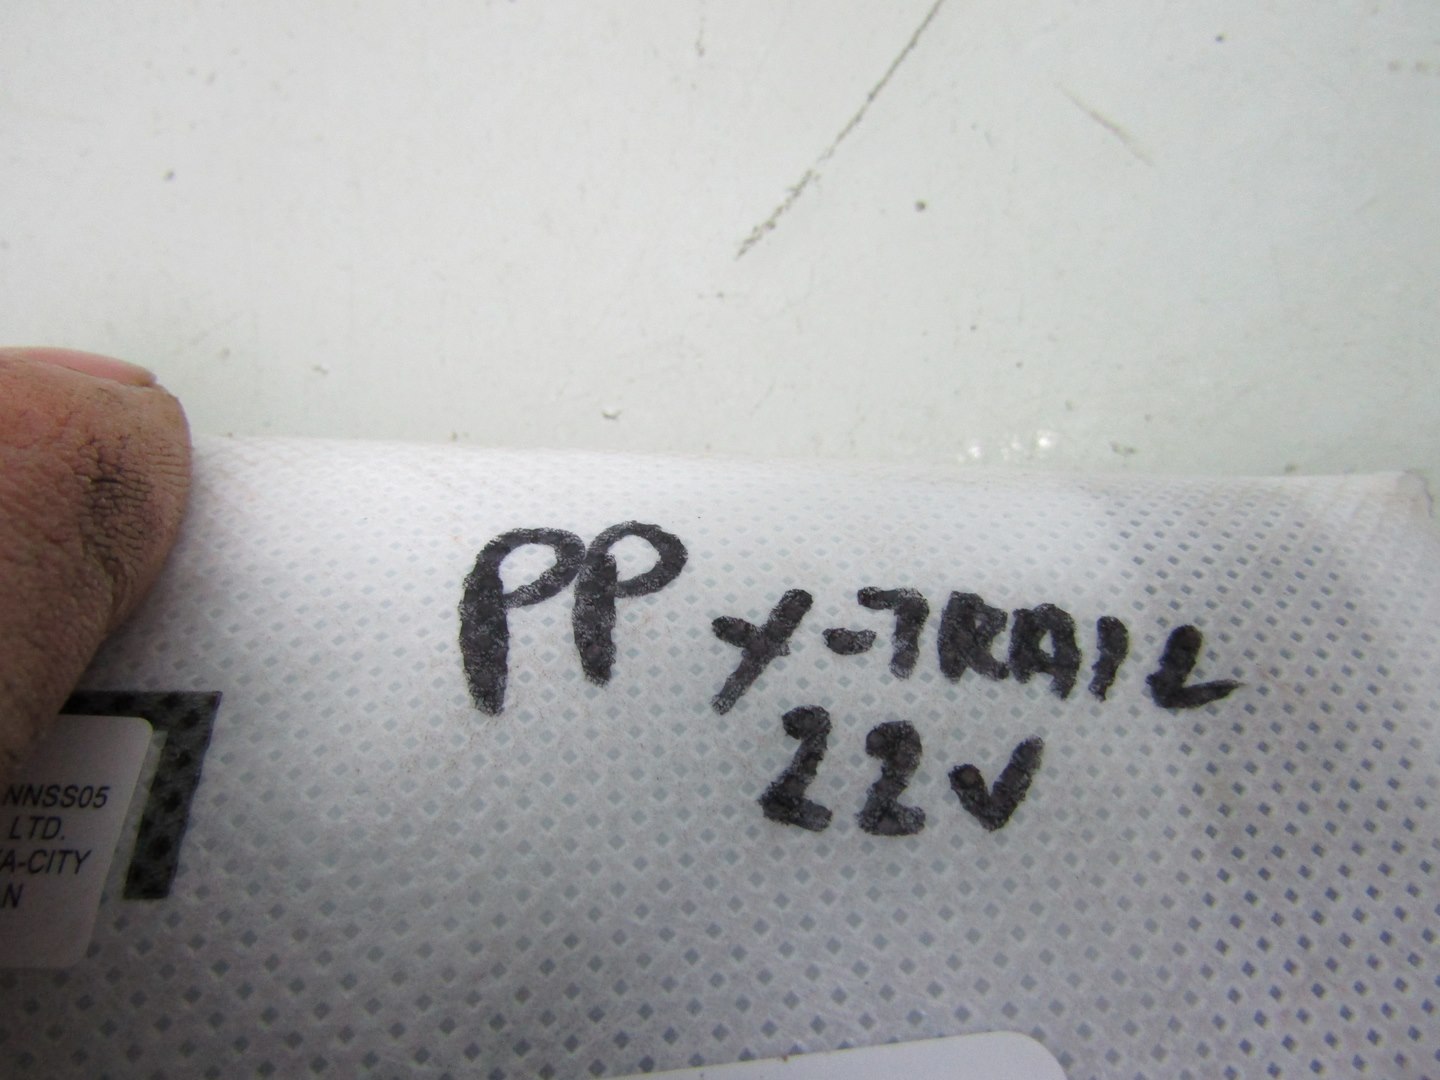 PP X-TRAIL
22V
NNSS05
LTD.
A-CITY
N